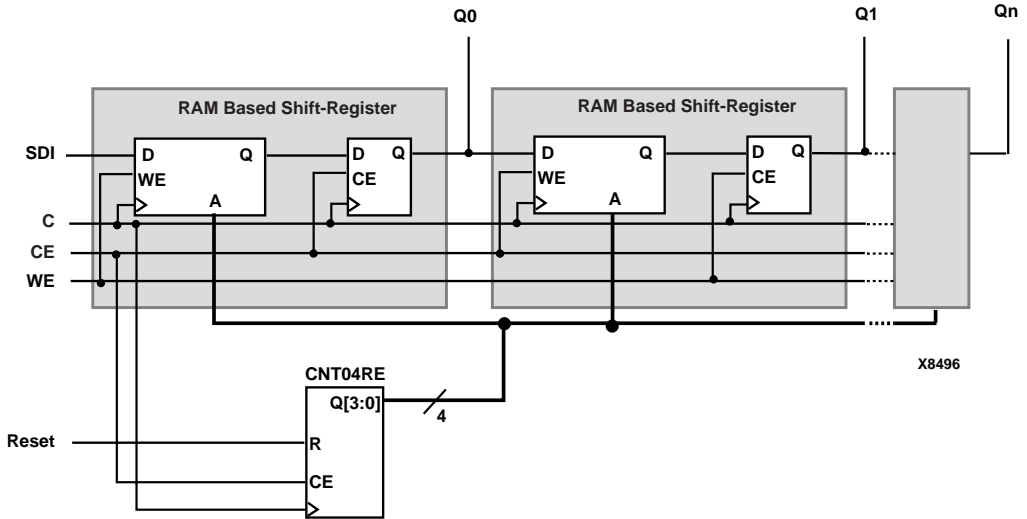 Q0
Q1
Qn
RAM Based Shift-Register
RAM Based Shift-Register
SDI
D
Q
D
Q
D
Q
D
Q
WE
CE
WE
CE
A
A
C
CE
WE
X8496
CNT04RE
Q[3:0]
4
Reset
R
CE